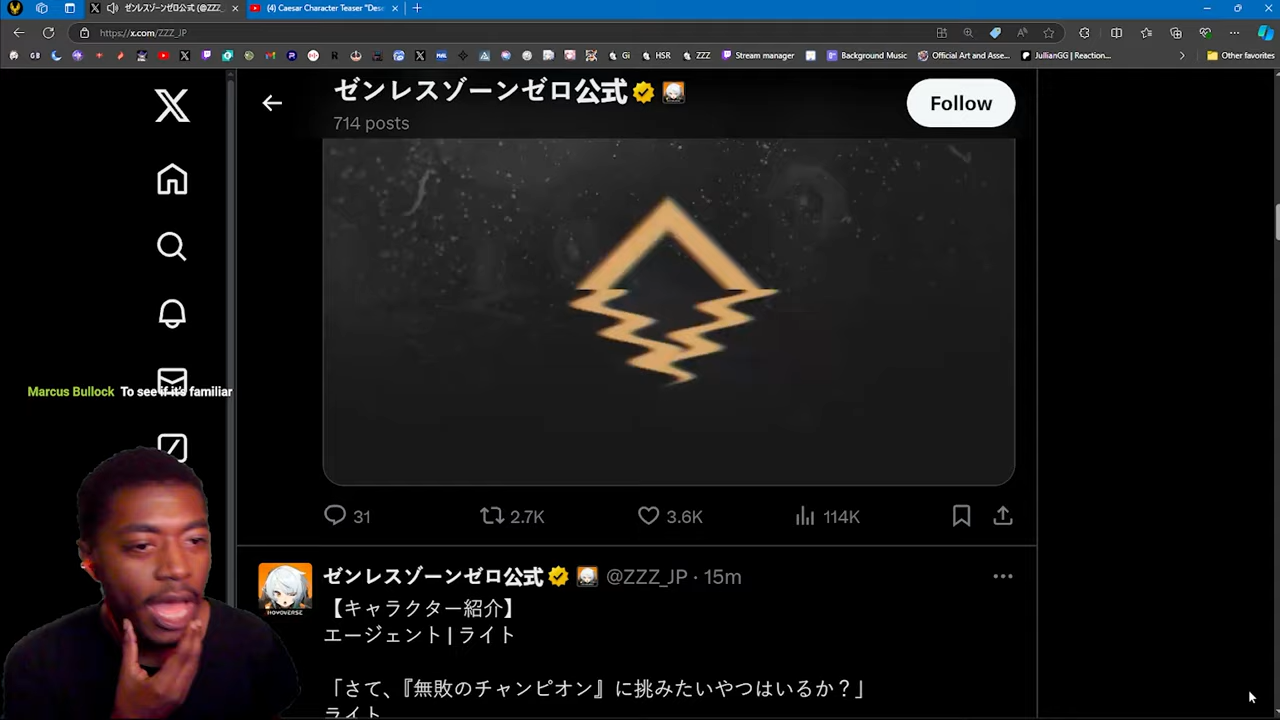 ゼンレスゾーンゼロ公式 (@ZZZ_
(4) Caesar Character Teaser "Dese
https://x.com/ZZZ_JP
GB
Gi
HSR
ZZZ
Stream manager
Background Music
Official Art and Asse...
JullianGG | Reaction...
Other favorites
ゼンレスゾーンゼロ公式
714 posts
Follow
Marcus Bullock To see if it's familiar
31
2.7K
3.6K
114K
ゼンレスゾーンゼロ公式 @ZZZ_JP · 15m
HOYOVERSE
【キャラクター紹介】
エージェント | ライト
「さて、『無敗のチャンピオン』に挑みたいやつはいるか？」
ライト